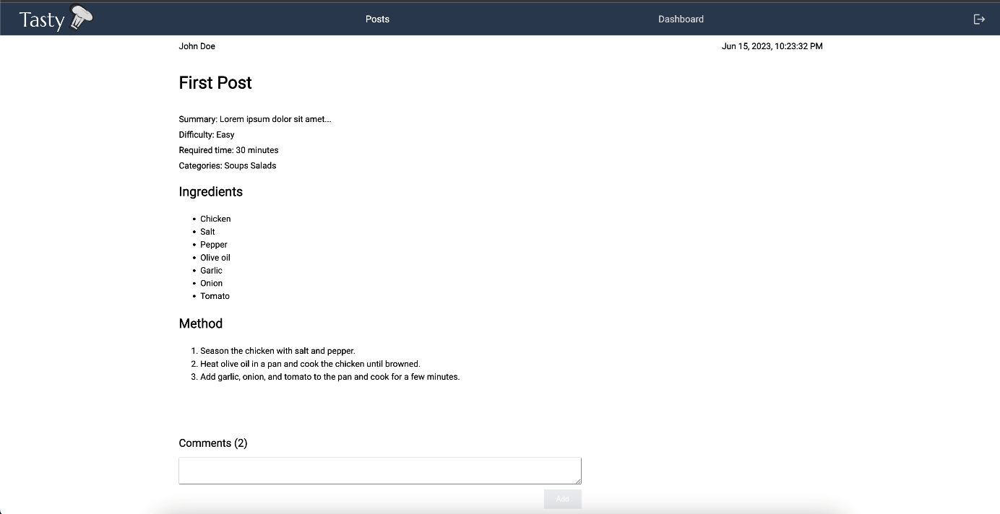 Tasty
Posts
Dashboard
John Doe
Jun 15, 2023, 10:23:32 PM
First Post
Summary: Lorem ipsum dolor sit amet...
Difficulty: Easy
Required time: 30 minutes
Categories: Soups Salads
Ingredients
• Chicken
• Salt
• Pepper
• Olive oil
• Garlic
• Onion
• Tomato
Method
1. Season the chicken with salt and pepper.
2. Heat olive oil in a pan and cook the chicken until browned.
3. Add garlic, onion, and tomato to the pan and cook for a few minutes.
Comments (2)
Add